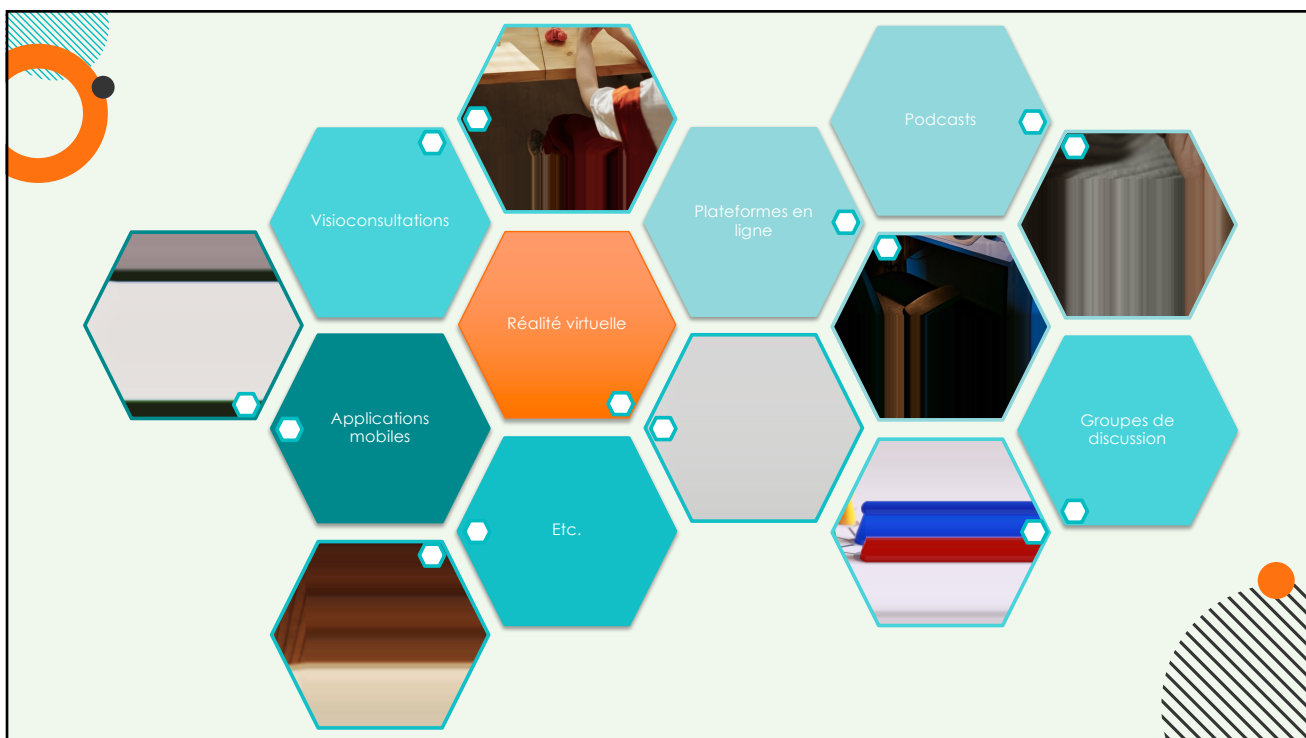 Podcasts
Visioconsultations
Plateformes en
ligne
Réalité virtuelle
Applications
mobiles
Groupes de
discussion
Etc.